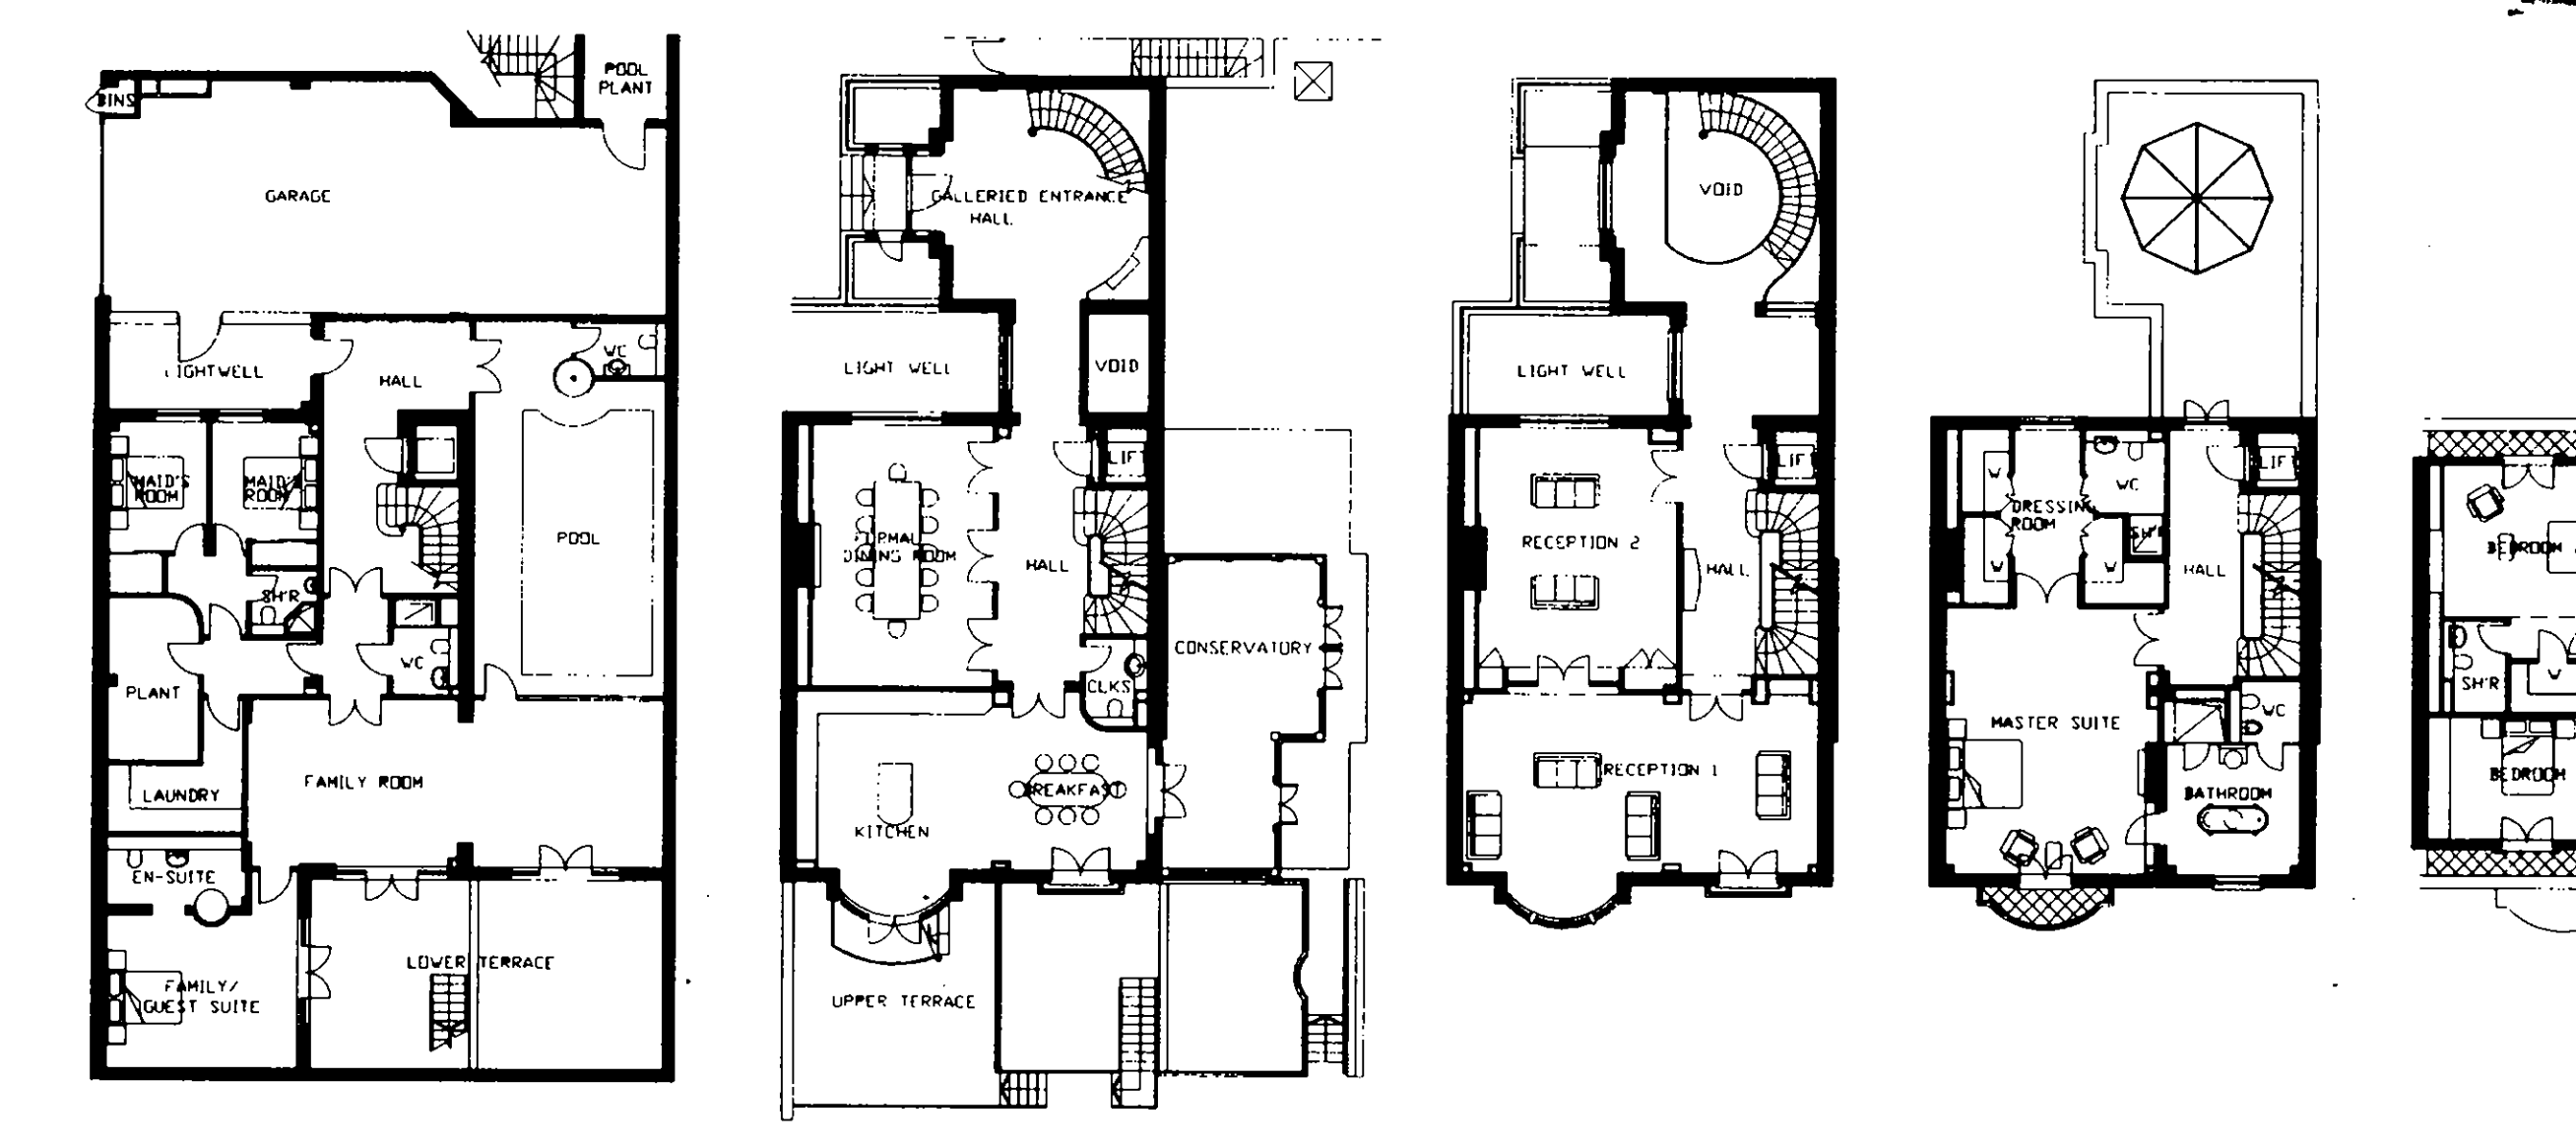 POOL
PLANT
BINS
GARAGE
LIGHTWELL
HALL
WC
MAID'S
ROOM
MAID'S
ROOM
POOL
SH'R
WC
PLANT
FAMILY ROOM
LAUNDRY
EN-SUITE
LOWER TERRACE
FAMILY/
GUEST SUITE
GALLERIED ENTRANCE
HALL
LIGHT WELL
VOID
LIF
FORMAL
DINING ROOM
HALL
CONSERVATORY
CLKS
BREAKFAST
KITCHEN
UPPER TERRACE
VOID
LIGHT WELL
LIF
RECEPTION 2
HALL
RECEPTION 1
W
WC
LIF
DRESSING
ROOM
SH'R
W
W
HALL
MASTER SUITE
WC
BATHROOM
BEDROOM
SH'R
W
BEDROOM